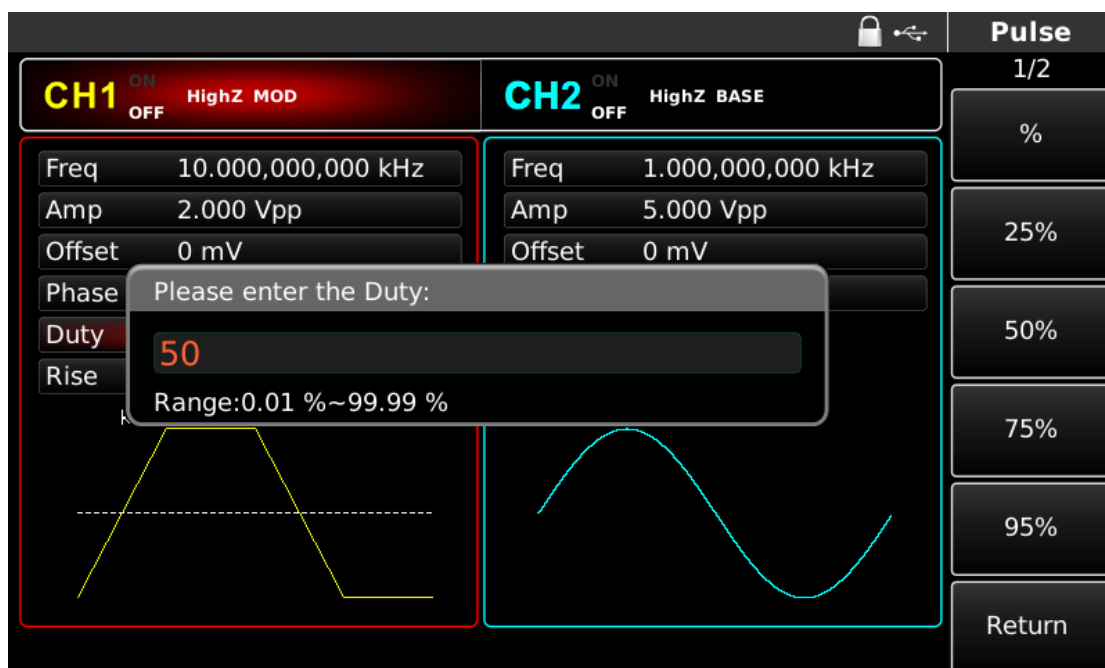 Pulse
1/2
CH1 ON OFF HighZ MOD
CH2 ON OFF HighZ BASE
Freq 10.000,000,000 kHz
Amp 2.000 Vpp
Offset 0 mV
Phase
Duty
Rise
Freq 1.000,000,000 kHz
Amp 5.000 Vpp
Offset 0 mV
Please enter the Duty:
50
Range:0.01 %~99.99 %
%
25%
50%
75%
95%
Return